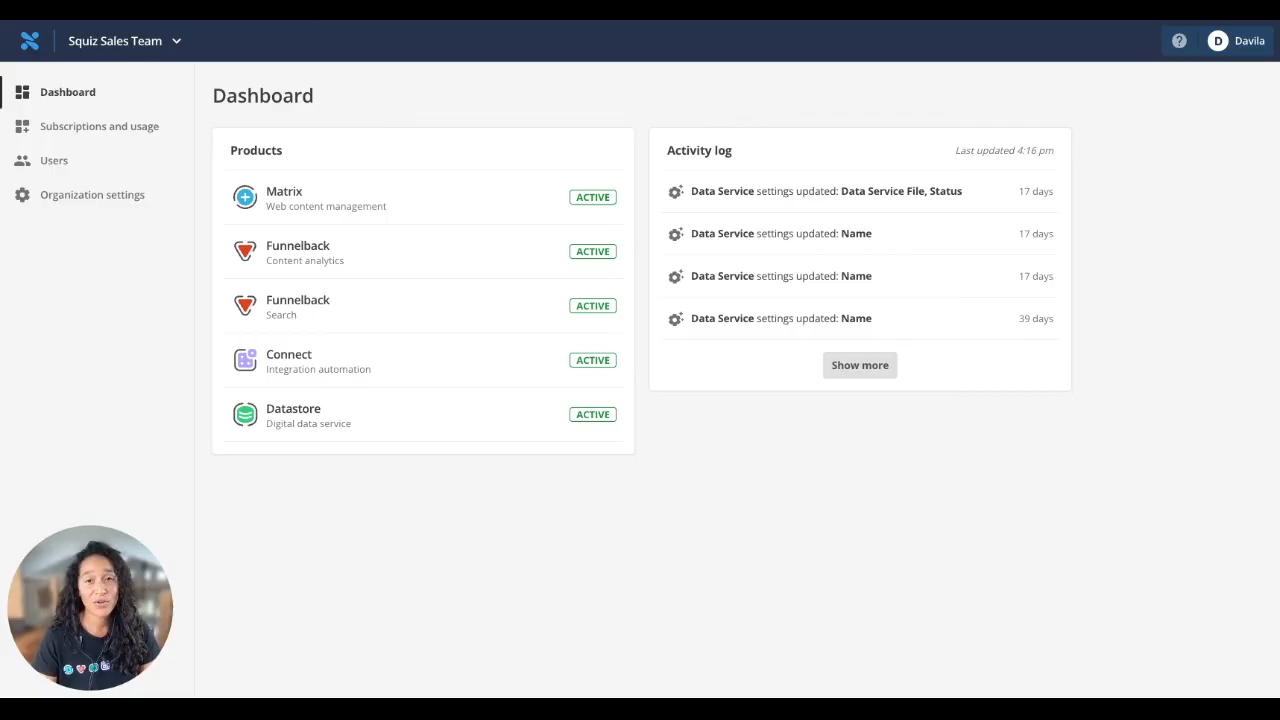 Squiz Sales Team
D Davila
Dashboard
Subscriptions and usage
Users
Organization settings
Dashboard
Products
Matrix
Web content management
ACTIVE
Funnelback
Content analytics
ACTIVE
Funnelback
Search
ACTIVE
Connect
Integration automation
ACTIVE
Datastore
Digital data service
ACTIVE
Activity log
Last updated 4:16 pm
Data Service settings updated: Data Service File, Status
17 days
Data Service settings updated: Name
17 days
Data Service settings updated: Name
17 days
Data Service settings updated: Name
39 days
Show more